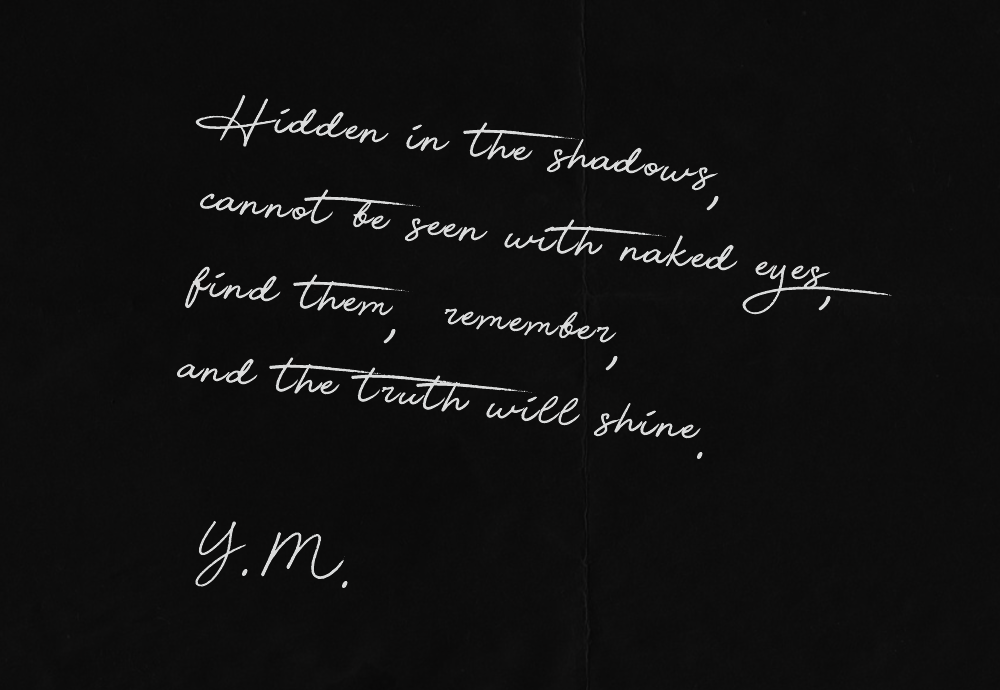 Hidden in the shadows,
cannot be seen with naked eyes,
find them, remember,
and the truth will shine.
Y.M.